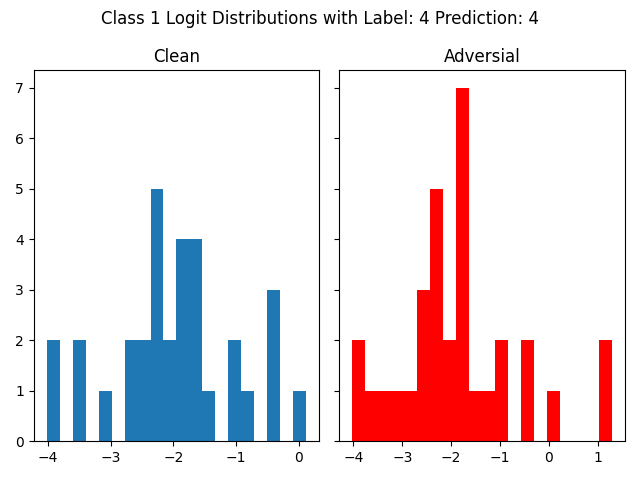 Class 1 Logit Distributions with Label: 4 Prediction: 4
Clean
Adversial
7
6
5
4
3
2
1
0
−4 −3 −2 −1 0
−4 −3 −2 −1 0 1